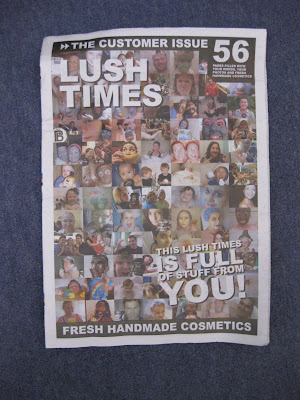 THE CUSTOMER ISSUE
56
PAGES FILLED WITH
YOUR WORDS, YOUR
PHOTOS AND FRESH
HANDMADE COSMETICS
LUSH
TIMES
B
THIS LUSH TIMES
IS FULL
OF STUFF FROM
YOU!
FRESH HANDMADE COSMETICS